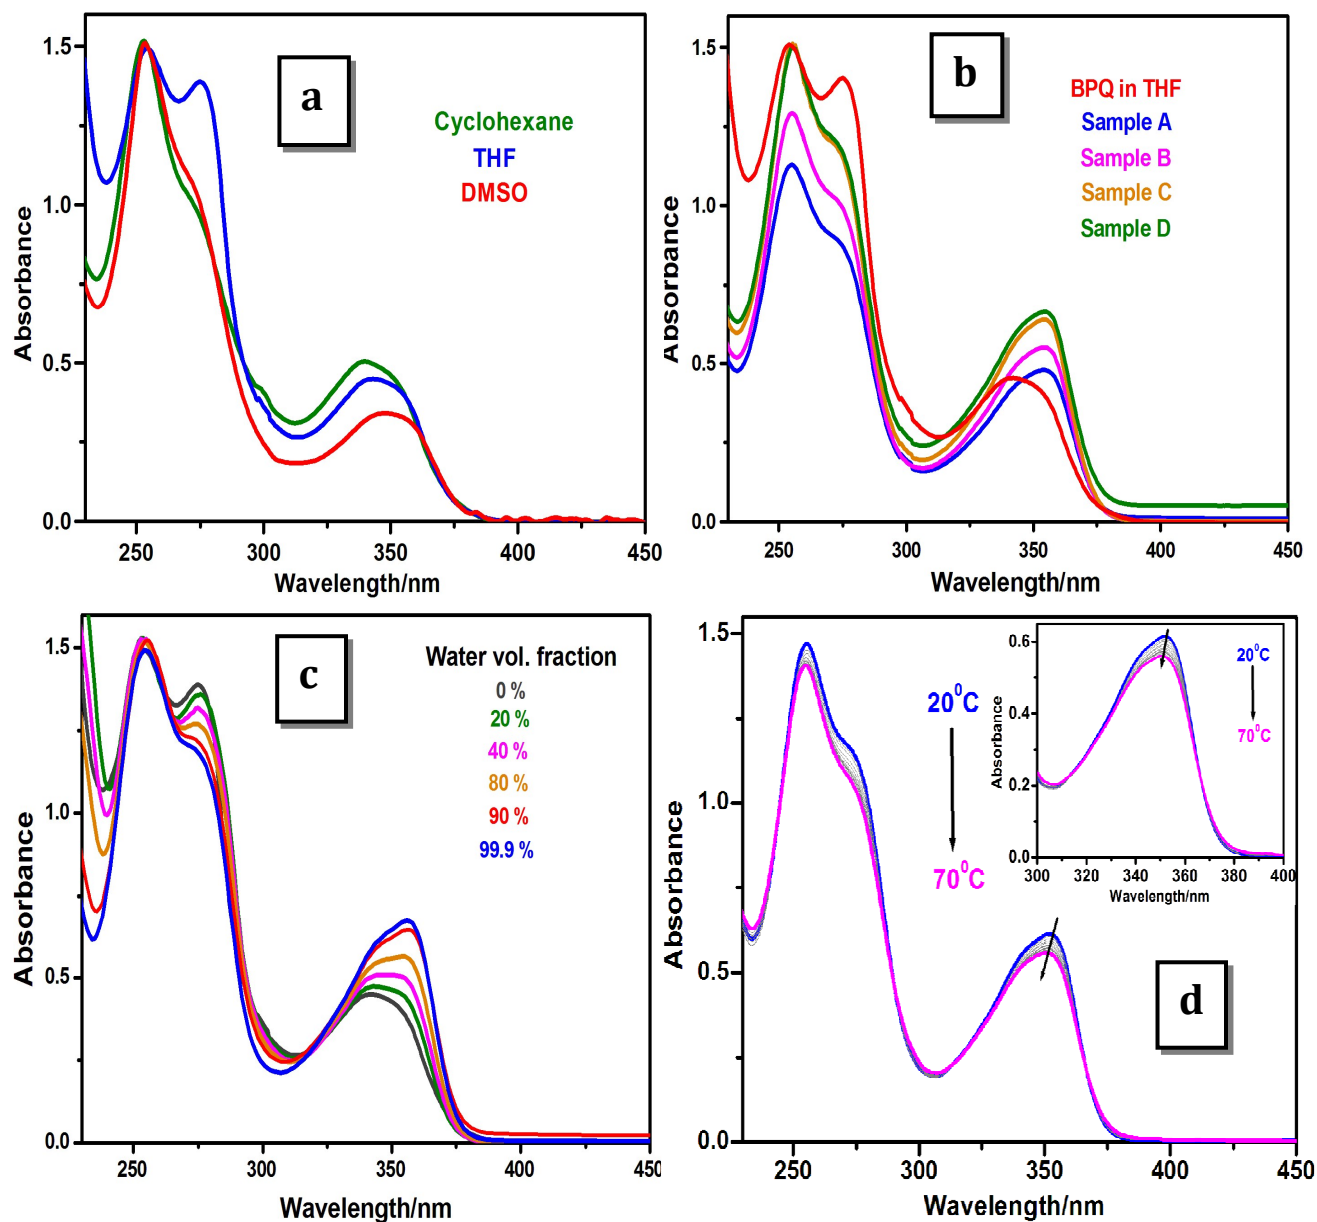 a
Cyclohexane
THF
DMSO
1.5
1.0
0.5
0.0
Absorbance
250 300 350 400 450
Wavelength/nm
b
BPQ in THF
Sample A
Sample B
Sample C
Sample D
1.5
1.0
0.5
0.0
Absorbance
250 300 350 400 450
Wavelength/nm
c
Water vol. fraction
0 %
20 %
40 %
80 %
90 %
99.9 %
1.5
1.0
0.5
0.0
Absorbance
250 300 350 400 450
Wavelength/nm
d
20⁰C
70⁰C
1.5
1.0
0.5
0.0
Absorbance
250 300 350 400 450
Wavelength/nm
0.6
0.4
0.2
0.0
Absorbance
20⁰C
70⁰C
300 320 340 360 380 400
Wavelength/nm